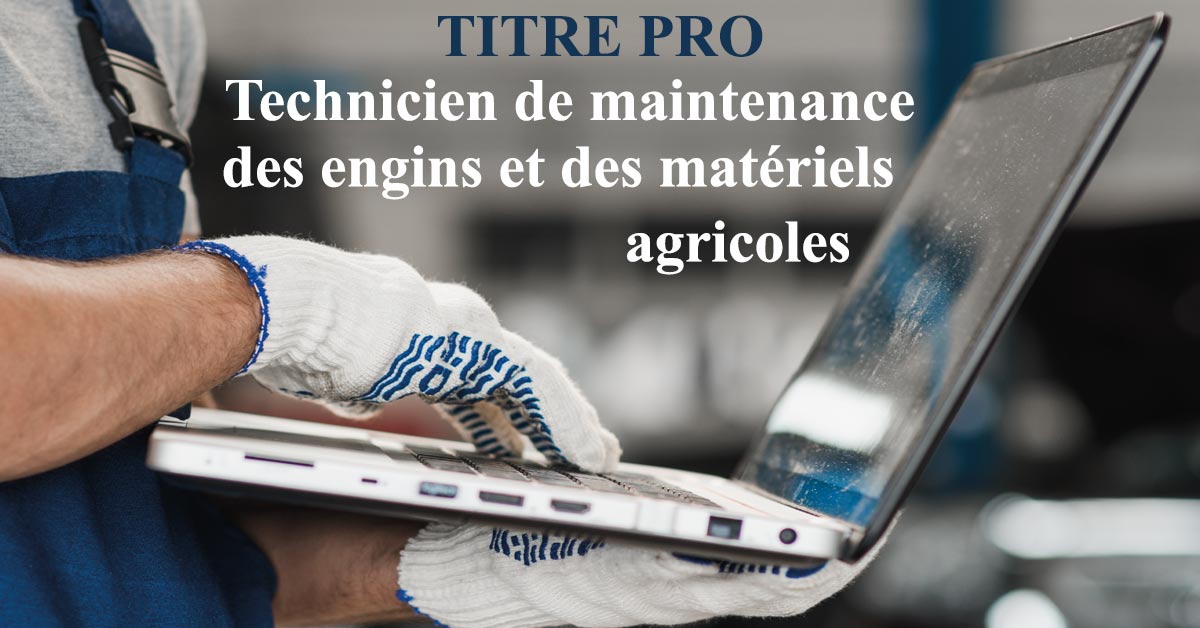 TITRE PRO
Technicien de maintenance
des engins et des matériels
agricoles